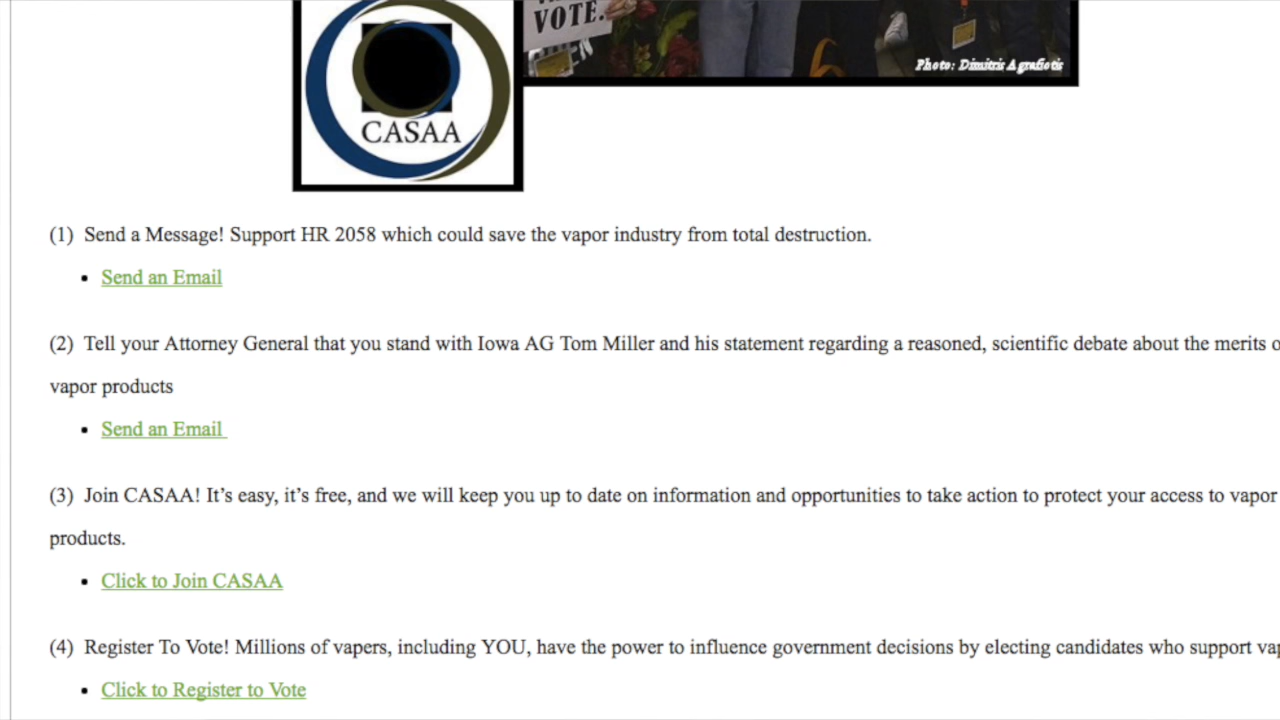 VOTE.
Photo: Dimitris Agrafiotis
CASAA
(1) Send a Message! Support HR 2058 which could save the vapor industry from total destruction.
• Send an Email
(2) Tell your Attorney General that you stand with Iowa AG Tom Miller and his statement regarding a reasoned, scientific debate about the merits o
vapor products
• Send an Email
(3) Join CASAA! It’s easy, it’s free, and we will keep you up to date on information and opportunities to take action to protect your access to vapor
products.
• Click to Join CASAA
(4) Register To Vote! Millions of vapers, including YOU, have the power to influence government decisions by electing candidates who support vap
• Click to Register to Vote